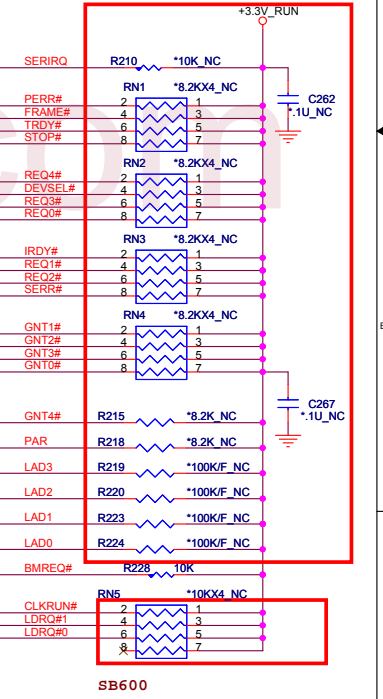 +3.3V_RUN
SERIRQ R210 *10K_NC
RN1 *8.2KX4_NC
PERR# 2 1 C262
FRAME# 4 3 *.1U_NC
TRDY# 6 5
STOP# 8 7
RN2 *8.2KX4_NC
REQ4# 2 1
DEVSEL# 4 3
REQ3# 6 5
REQ0# 8 7
RN3 *8.2KX4_NC
IRDY# 2 1
REQ1# 4 3
REQ2# 6 5
SERR# 8 7
RN4 *8.2KX4_NC
GNT1# 2 1
GNT2# 4 3
GNT3# 6 5
GNT0# 8 7
C267
*.1U_NC
GNT4# R215 *8.2K_NC
PAR R218 *8.2K_NC
LAD3 R219 *100K/F_NC
LAD2 R220 *100K/F_NC
LAD1 R223 *100K/F_NC
LAD0 R224 *100K/F_NC
BMREQ# R228 10K
RN5 *10KX4_NC
CLKRUN# 2 1
LDRQ#1 4 3
LDRQ#0 6 5
8 7
SB600
com